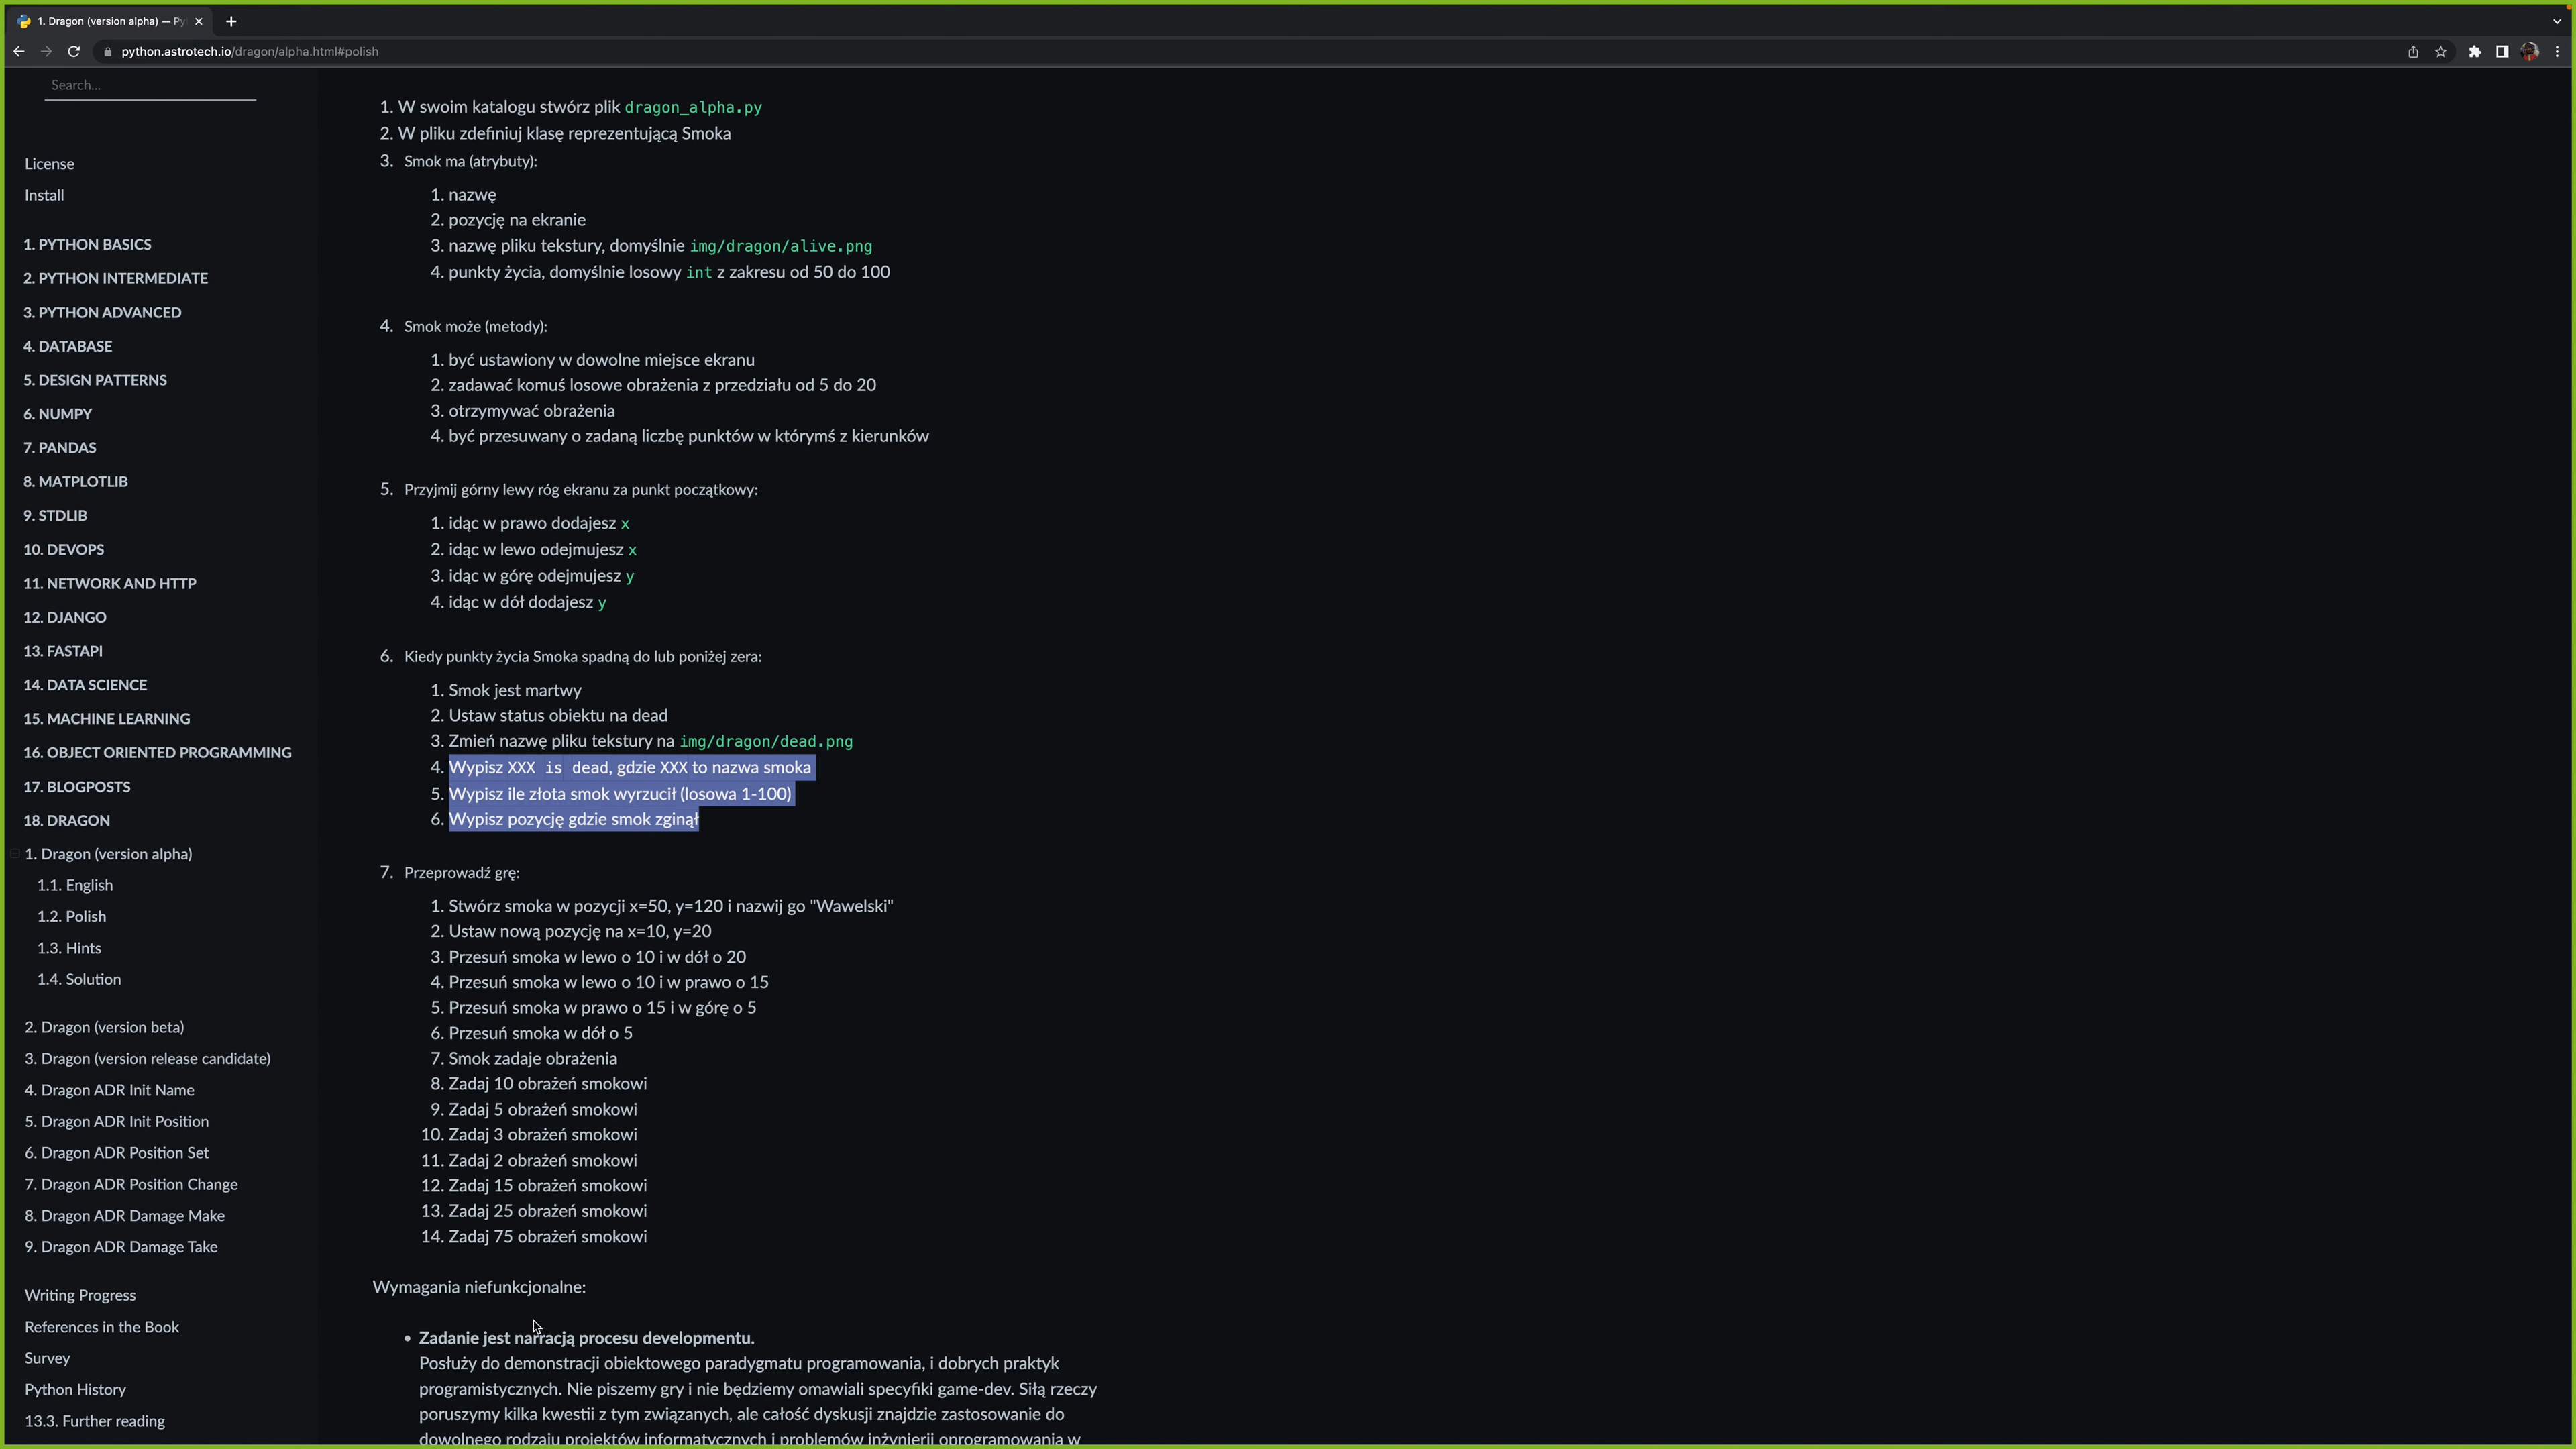 1. Dragon (version alpha) — Py
python.astrotech.io/dragon/alpha.html#polish
Search...
License
Install
1. PYTHON BASICS
2. PYTHON INTERMEDIATE
3. PYTHON ADVANCED
4. DATABASE
5. DESIGN PATTERNS
6. NUMPY
7. PANDAS
8. MATPLOTLIB
9. STDLIB
10. DEVOPS
11. NETWORK AND HTTP
12. DJANGO
13. FASTAPI
14. DATA SCIENCE
15. MACHINE LEARNING
16. OBJECT ORIENTED PROGRAMMING
17. BLOGPOSTS
18. DRAGON
1. Dragon (version alpha)
1.1. English
1.2. Polish
1.3. Hints
1.4. Solution
2. Dragon (version beta)
3. Dragon (version release candidate)
4. Dragon ADR Init Name
5. Dragon ADR Init Position
6. Dragon ADR Position Set
7. Dragon ADR Position Change
8. Dragon ADR Damage Make
9. Dragon ADR Damage Take
Writing Progress
References in the Book
Survey
Python History
13.3. Further reading
1. W swoim katalogu stwórz plik dragon_alpha.py
2. W pliku zdefiniuj klasę reprezentującą Smoka
3. Smok ma (atrybuty):
1. nazwę
2. pozycję na ekranie
3. nazwę pliku tekstury, domyślnie img/dragon/alive.png
4. punkty życia, domyślnie losowy int z zakresu od 50 do 100
4. Smok może (metody):
1. być ustawiony w dowolne miejsce ekranu
2. zadawać komuś losowe obrażenia z przedziału od 5 do 20
3. otrzymywać obrażenia
4. być przesuwany o zadaną liczbę punktów w którymś z kierunków
5. Przyjmij górny lewy róg ekranu za punkt początkowy:
1. idąc w prawo dodajesz x
2. idąc w lewo odejmujesz x
3. idąc w górę odejmujesz y
4. idąc w dół dodajesz y
6. Kiedy punkty życia Smoka spadną do lub poniżej zera:
1. Smok jest martwy
2. Ustaw status obiektu na dead
3. Zmień nazwę pliku tekstury na img/dragon/dead.png
4. Wypisz XXX is dead, gdzie XXX to nazwa smoka
5. Wypisz ile złota smok wyrzucił (losowa 1-100)
6. Wypisz pozycję gdzie smok zginął
7. Przeprowadź grę:
1. Stwórz smoka w pozycji x=50, y=120 i nazwij go "Wawelski"
2. Ustaw nową pozycję na x=10, y=20
3. Przesuń smoka w lewo o 10 i w dół o 20
4. Przesuń smoka w lewo o 10 i w prawo o 15
5. Przesuń smoka w prawo o 15 i w górę o 5
6. Przesuń smoka w dół o 5
7. Smok zadaje obrażenia
8. Zadaj 10 obrażeń smokowi
9. Zadaj 5 obrażeń smokowi
10. Zadaj 3 obrażeń smokowi
11. Zadaj 2 obrażeń smokowi
12. Zadaj 15 obrażeń smokowi
13. Zadaj 25 obrażeń smokowi
14. Zadaj 75 obrażeń smokowi
Wymagania niefunkcjonalne:
• Zadanie jest narracją procesu developmentu.
Posłuży do demonstracji obiektowego paradygmatu programowania, i dobrych praktyk
programistycznych. Nie piszemy gry i nie będziemy omawiali specyfiki game-dev. Siłą rzeczy
poruszymy kilka kwestii z tym związanych, ale całość dyskusji znajdzie zastosowanie do
dowolnego rodzaju projektów informatycznych i problemów inżynierii oprogramowania w